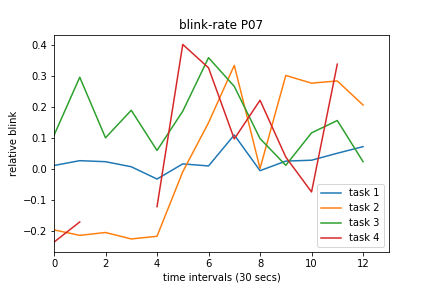 blink-rate P07
relative blink
0.4
0.3
0.2
0.1
0.0
−0.1
−0.2
0 2 4 6 8 10 12
time intervals (30 secs)
task 1
task 2
task 3
task 4